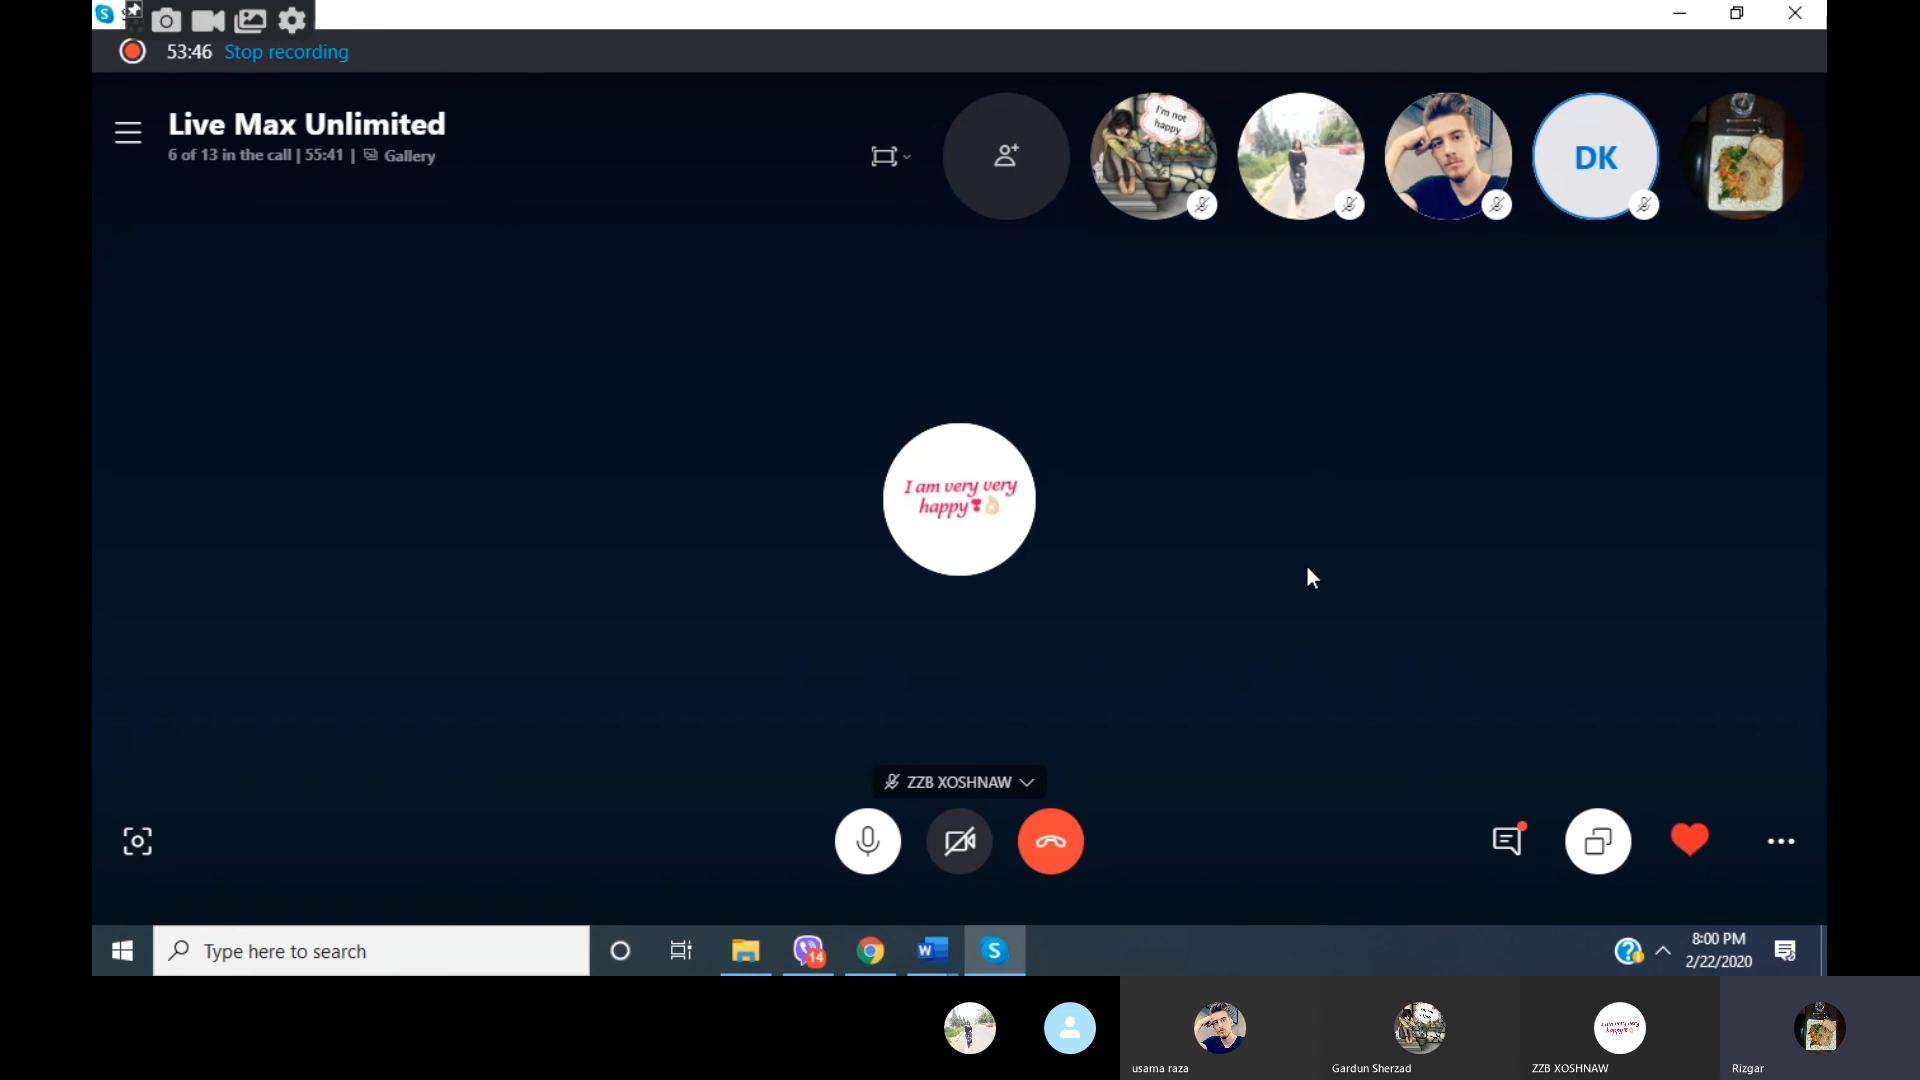 53:46 Stop recording
Live Max Unlimited
6 of 13 in the call | 55:41 | Gallery
I'm not
happy
DK
I am very very
happy❣👌🏻
ZZB XOSHNAW
Type here to search
14
W
S
8:00 PM
2/22/2020
usama raza
Gardun Sherzad
ZZB XOSHNAW
Rizgar